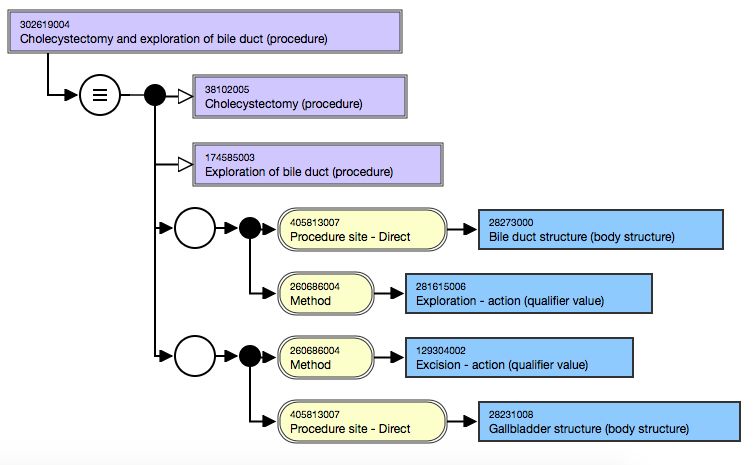 302619004
Cholecystectomy and exploration of bile duct (procedure)
38102005
Cholecystectomy (procedure)
174585003
Exploration of bile duct (procedure)
405813007
Procedure site - Direct
28273000
Bile duct structure (body structure)
260686004
Method
281615006
Exploration - action (qualifier value)
260686004
Method
129304002
Excision - action (qualifier value)
405813007
Procedure site - Direct
28231008
Gallbladder structure (body structure)